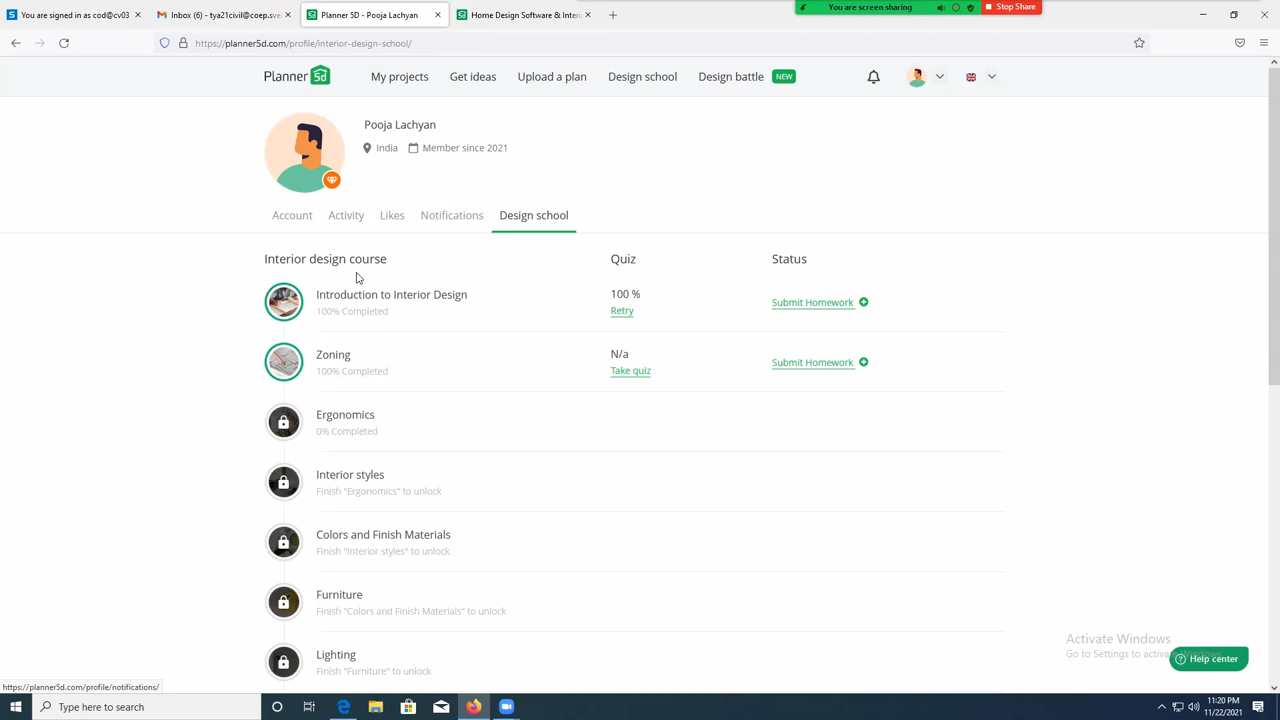 You are signed in as cod@coep.sv
Inbox (6) - tya21civil@coep.sve
Planner 5D - Pooja Lachyan
Home Design Software & Interi
You are screen sharing
Stop Share
https://planner5d.com/profile/interior-design-school/
Planner 5d
My projects
Get ideas
Upload a plan
Design school
Design battle
NEW
Pooja Lachyan
India
Member since 2021
Account
Activity
Likes
Notifications
Design school
Interior design course
Quiz
Status
Introduction to Interior Design
100% Completed
100 %
Retry
Submit Homework
Zoning
100% Completed
N/a
Take quiz
Submit Homework
Ergonomics
0% Completed
Interior styles
Finish "Ergonomics" to unlock
Colors and Finish Materials
Finish "Interior styles" to unlock
Furniture
Finish "Colors and Finish Materials" to unlock
Lighting
Finish "Furniture" to unlock
Activate Windows
Go to Settings to activate Windows.
Help center
https://planner5d.com/profile/notifications/
Type here to search
11:20 PM
11/22/2021